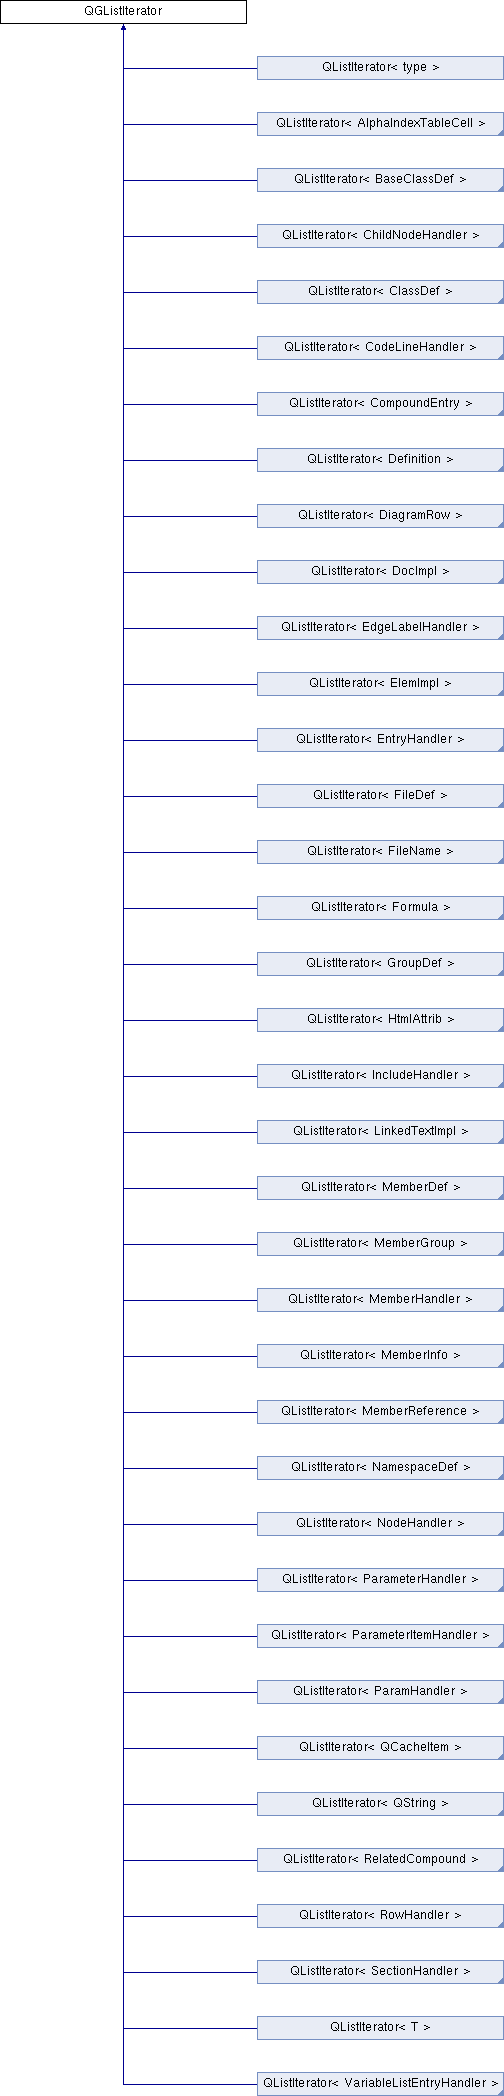 QGListIterator
QListIterator< type >
QListIterator< AlphaIndexTableCell >
QListIterator< BaseClassDef >
QListIterator< ChildNodeHandler >
QListIterator< ClassDef >
QListIterator< CodeLineHandler >
QListIterator< CompoundEntry >
QListIterator< Definition >
QListIterator< DiagramRow >
QListIterator< DocImpl >
QListIterator< EdgeLabelHandler >
QListIterator< ElemImpl >
QListIterator< EntryHandler >
QListIterator< FileDef >
QListIterator< FileName >
QListIterator< Formula >
QListIterator< GroupDef >
QListIterator< HtmlAttrib >
QListIterator< IncludeHandler >
QListIterator< LinkedTextImpl >
QListIterator< MemberDef >
QListIterator< MemberGroup >
QListIterator< MemberHandler >
QListIterator< MemberInfo >
QListIterator< MemberReference >
QListIterator< NamespaceDef >
QListIterator< NodeHandler >
QListIterator< ParameterHandler >
QListIterator< ParameterItemHandler >
QListIterator< ParamHandler >
QListIterator< QCacheItem >
QListIterator< QString >
QListIterator< RelatedCompound >
QListIterator< RowHandler >
QListIterator< SectionHandler >
QListIterator< T >
QListIterator< VariableListEntryHandler >